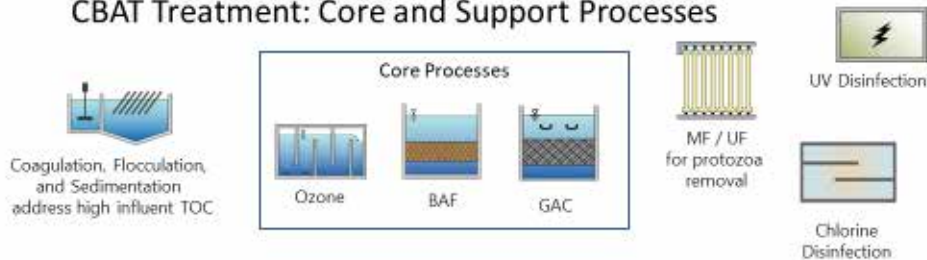 CBAT Treatment: Core and Support Processes
Coagulation, Flocculation,
and Sedimentation
address high influent TOC
Core Processes
Ozone
BAF
GAC
MF / UF
for protozoa
removal
UV Disinfection
Chlorine
Disinfection